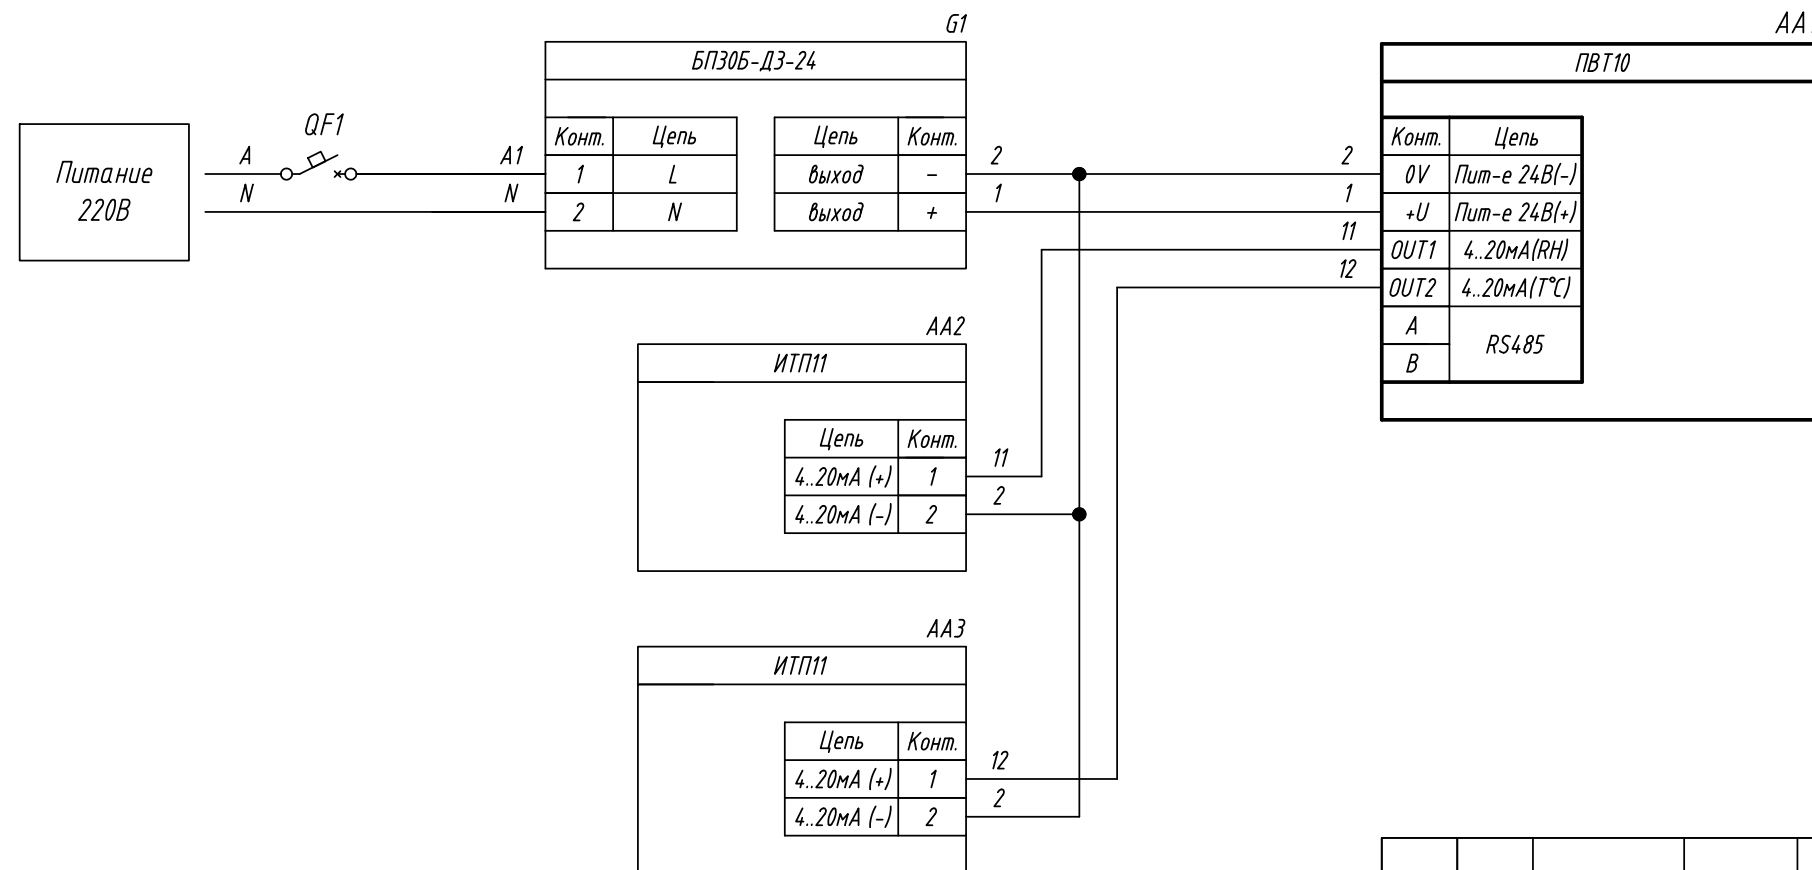 G1
БП30Б-Д3-24
Конт. Цепь Цепь Конт.
1 L выход -
2 N выход +
Питание
220В
QF1
A A1
N N
2 2
1 1
11
12
ПВТ10
Конт. Цепь
0V Пит-е 24В(-)
+U Пит-е 24В(+)
OUT1 4..20мА(RH)
OUT2 4..20мА(T°C)
A
B
RS485
AA2
ИТП11
Цепь Конт.
4..20мА (+) 1 11
4..20мА (-) 2 2
AA3
ИТП11
Цепь Конт.
4..20мА (+) 1 12
4..20мА (-) 2 2